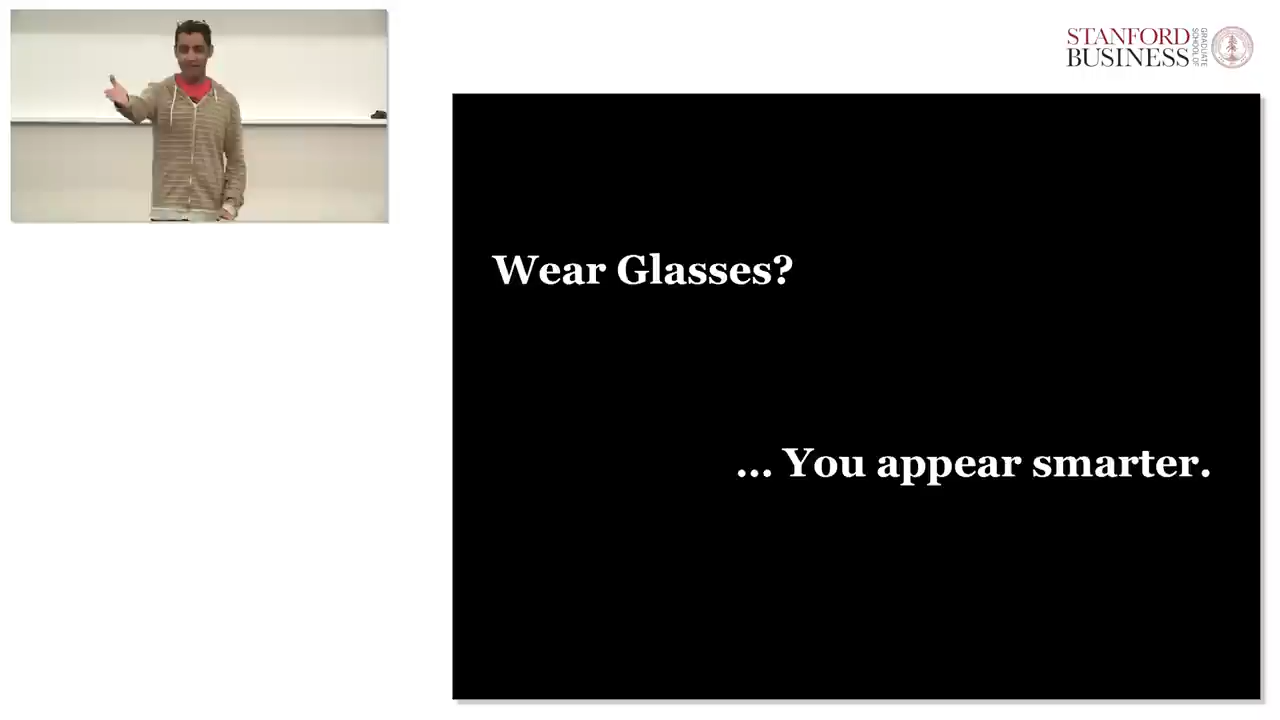 STANFORD
BUSINESS
GRADUATE
SCHOOL OF
Wear Glasses?
... You appear smarter.